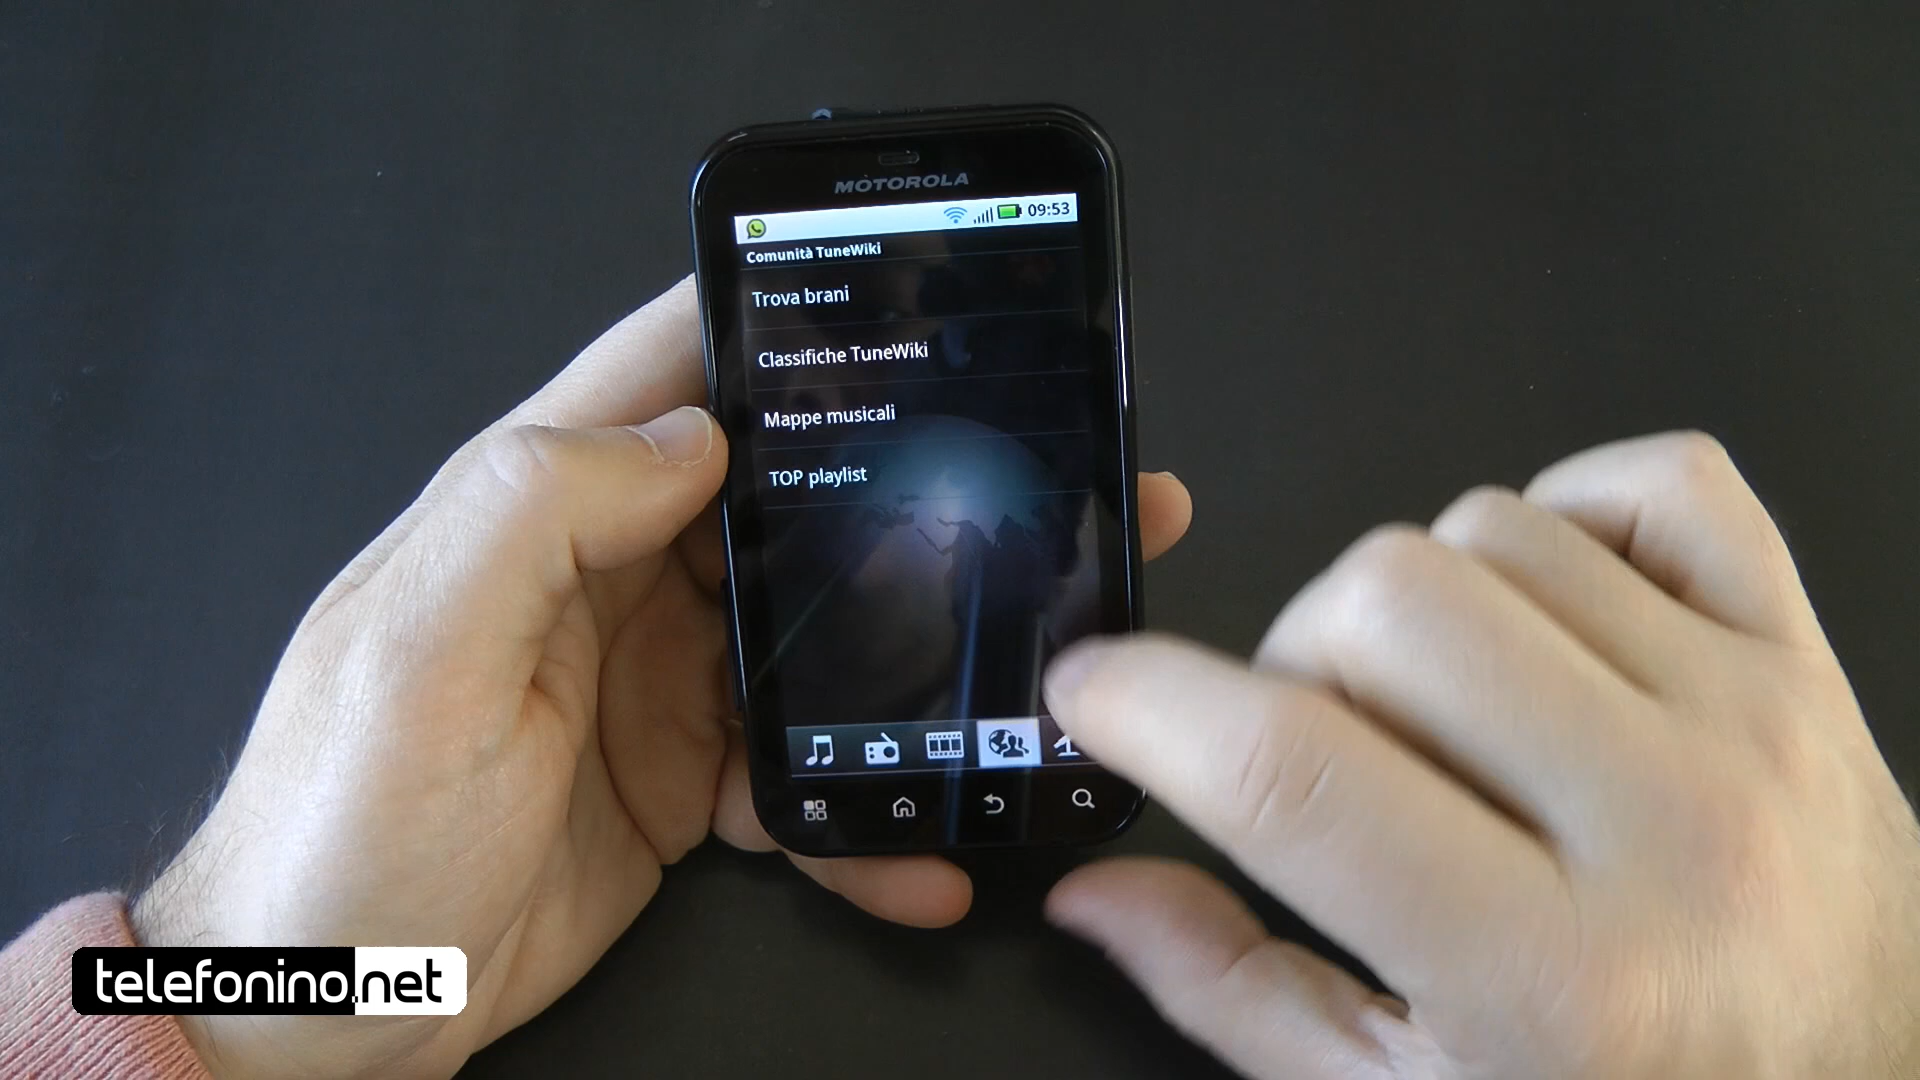 MOTOROLA
09:53
Comunità TuneWiki
Trova brani
Classifiche TuneWiki
Mappe musicali
TOP playlist
telefonino.net